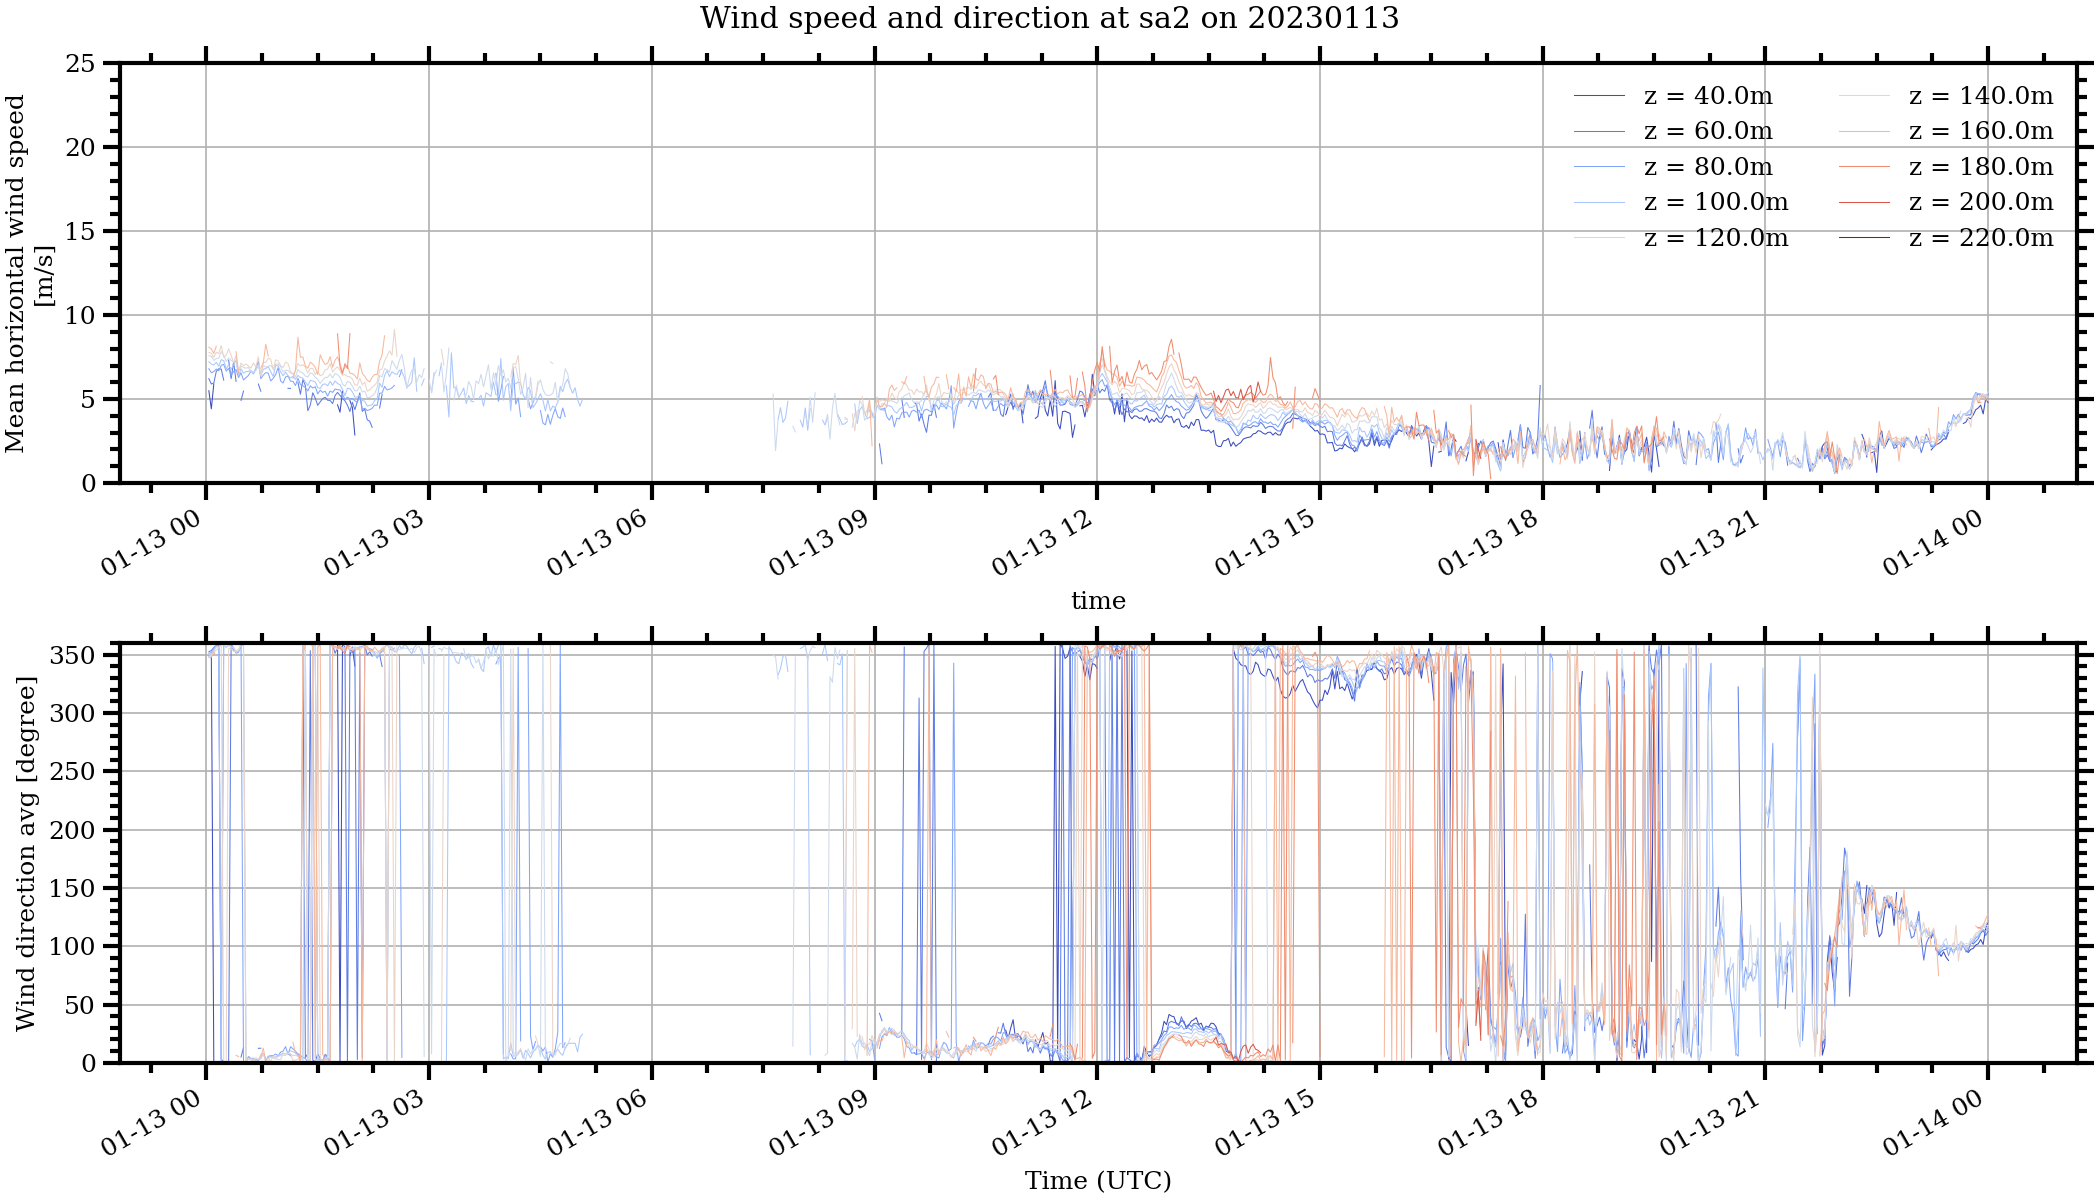 Wind speed and direction at sa2 on 20230113
Mean horizontal wind speed
[m/s]
25
20
15
10
5
0
z = 40.0m
z = 60.0m
z = 80.0m
z = 100.0m
z = 120.0m
z = 140.0m
z = 160.0m
z = 180.0m
z = 200.0m
z = 220.0m
01-13 00
01-13 03
01-13 06
01-13 09
01-13 12
01-13 15
01-13 18
01-13 21
01-14 00
time
Wind direction avg [degree]
350
300
250
200
150
100
50
0
01-13 00
01-13 03
01-13 06
01-13 09
01-13 12
01-13 15
01-13 18
01-13 21
01-14 00
Time (UTC)